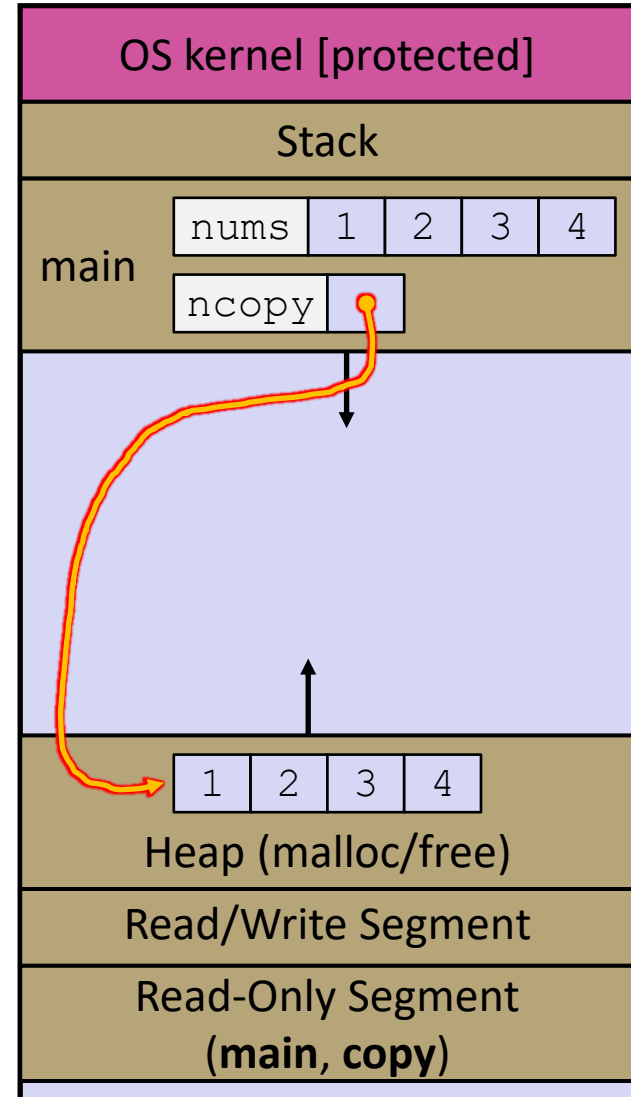 OS kernel [protected]
Stack
main
nums 1 2 3 4
ncopy
1 2 3 4
Heap (malloc/free)
Read/Write Segment
Read-Only Segment
(main, copy)